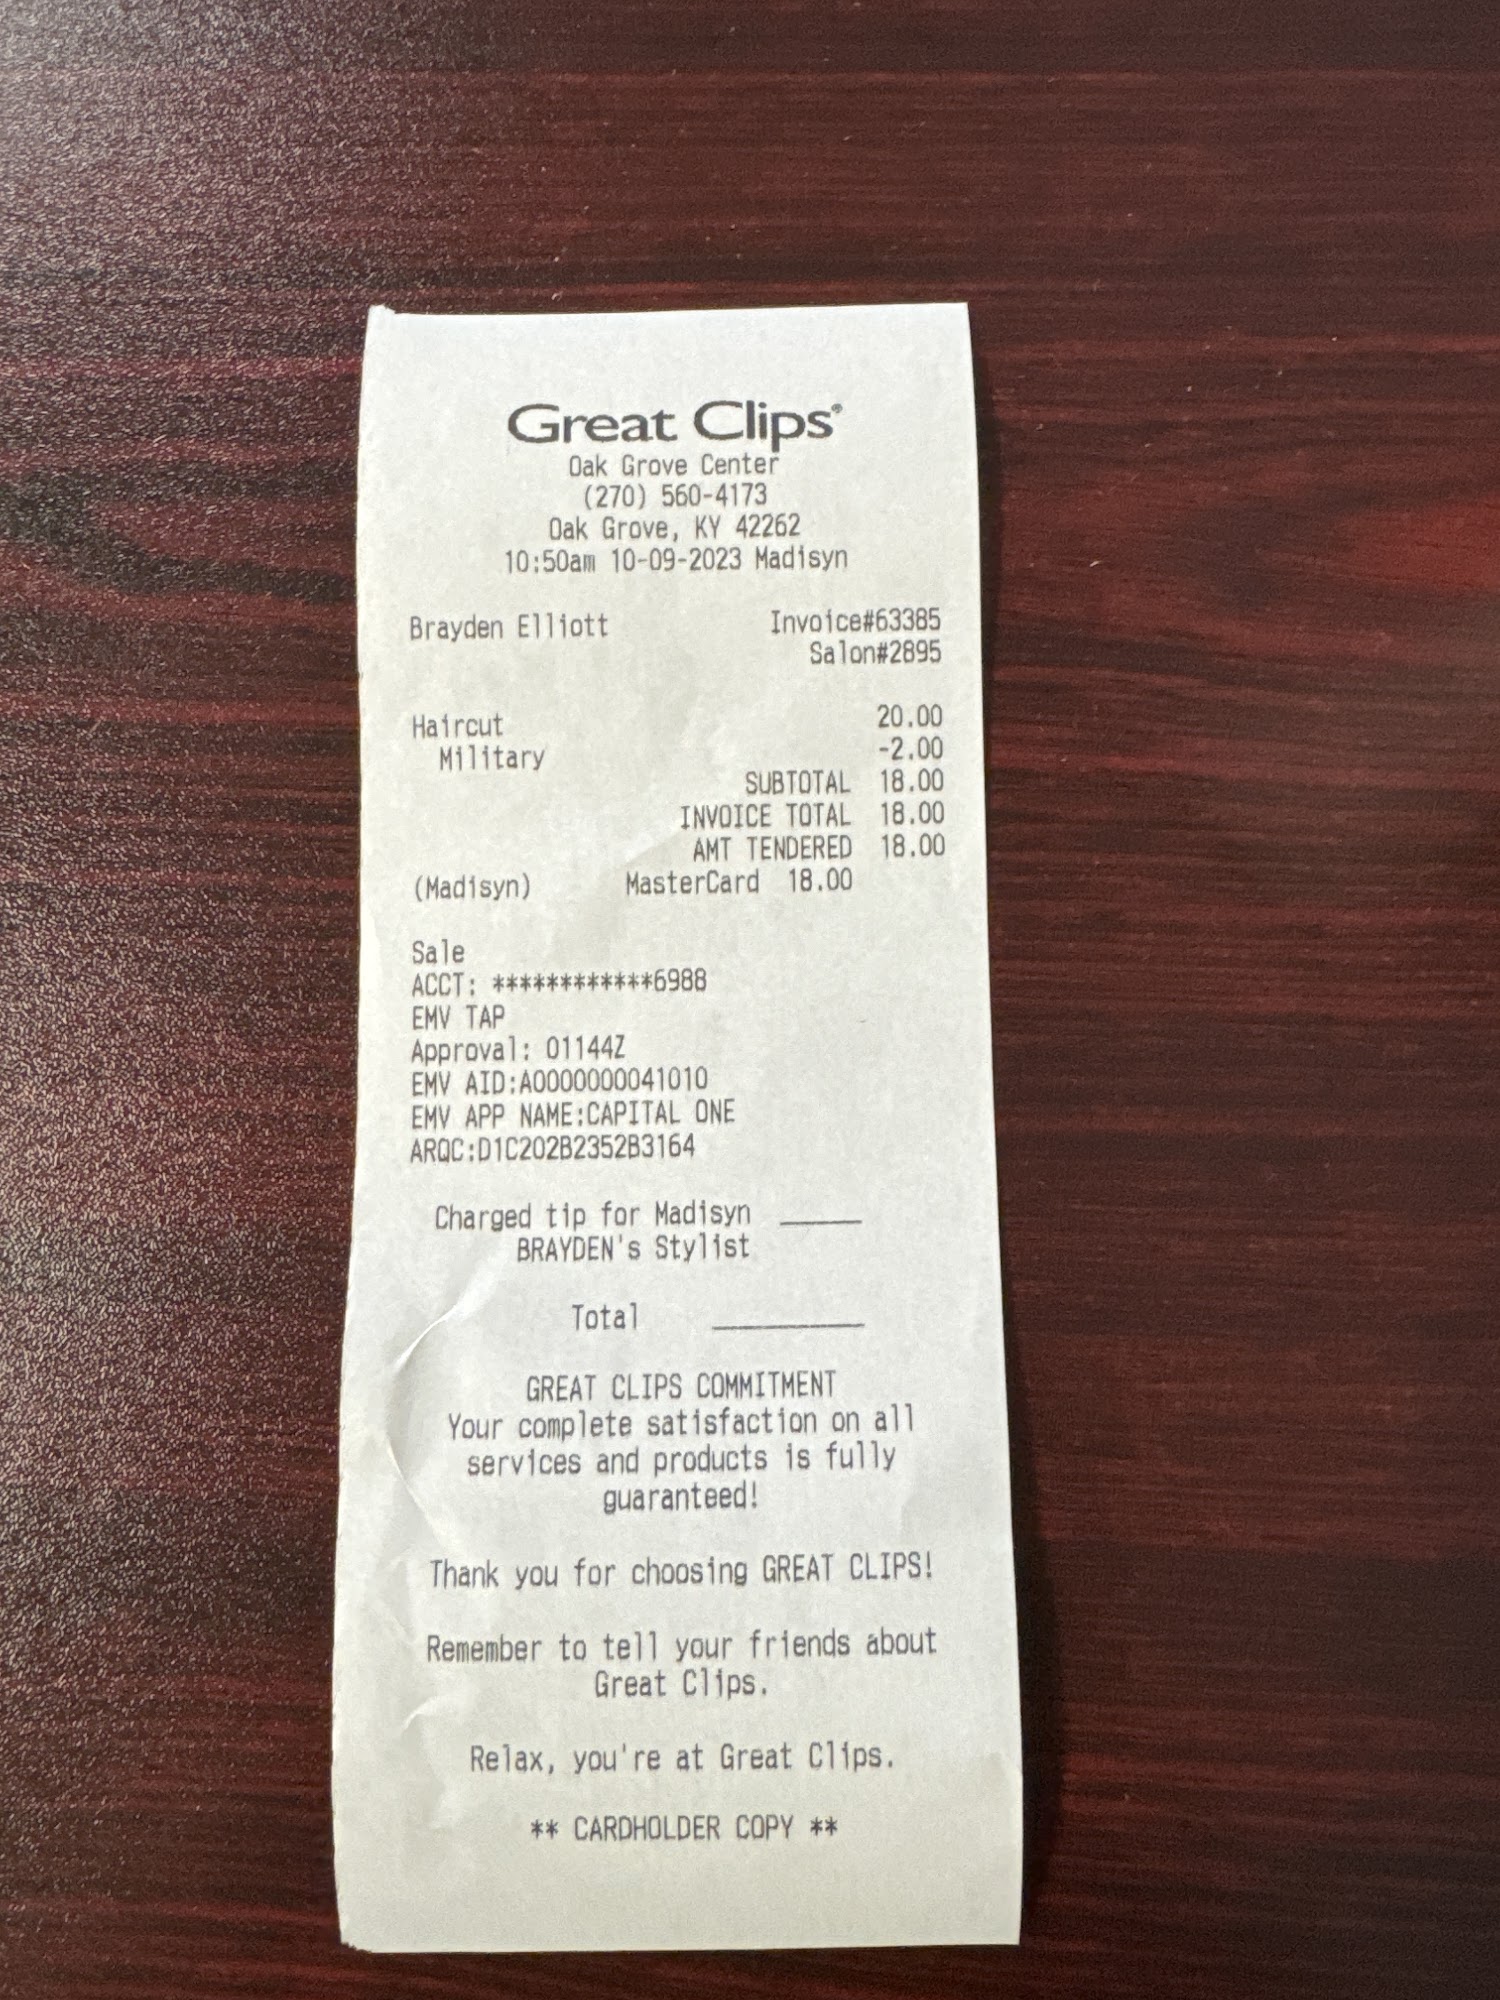 Great Clips®
Oak Grove Center
(270) 560-4173
Oak Grove, KY 42262
10:50am 10-09-2023 Madisyn
Brayden Elliott Invoice#63385
Salon#2895
Haircut 20.00
Military -2.00
SUBTOTAL 18.00
INVOICE TOTAL 18.00
AMT TENDERED 18.00
(Madisyn) MasterCard 18.00
Sale
ACCT: ************6988
EMV TAP
Approval: 01144Z
EMV AID:A0000000041010
EMV APP NAME:CAPITAL ONE
ARQC:D1C202B2352B3164
Charged tip for Madisyn ______
BRAYDEN's Stylist
Total ___________
GREAT CLIPS COMMITMENT
Your complete satisfaction on all
services and products is fully
guaranteed!
Thank you for choosing GREAT CLIPS!
Remember to tell your friends about
Great Clips.
Relax, you're at Great Clips.
** CARDHOLDER COPY **